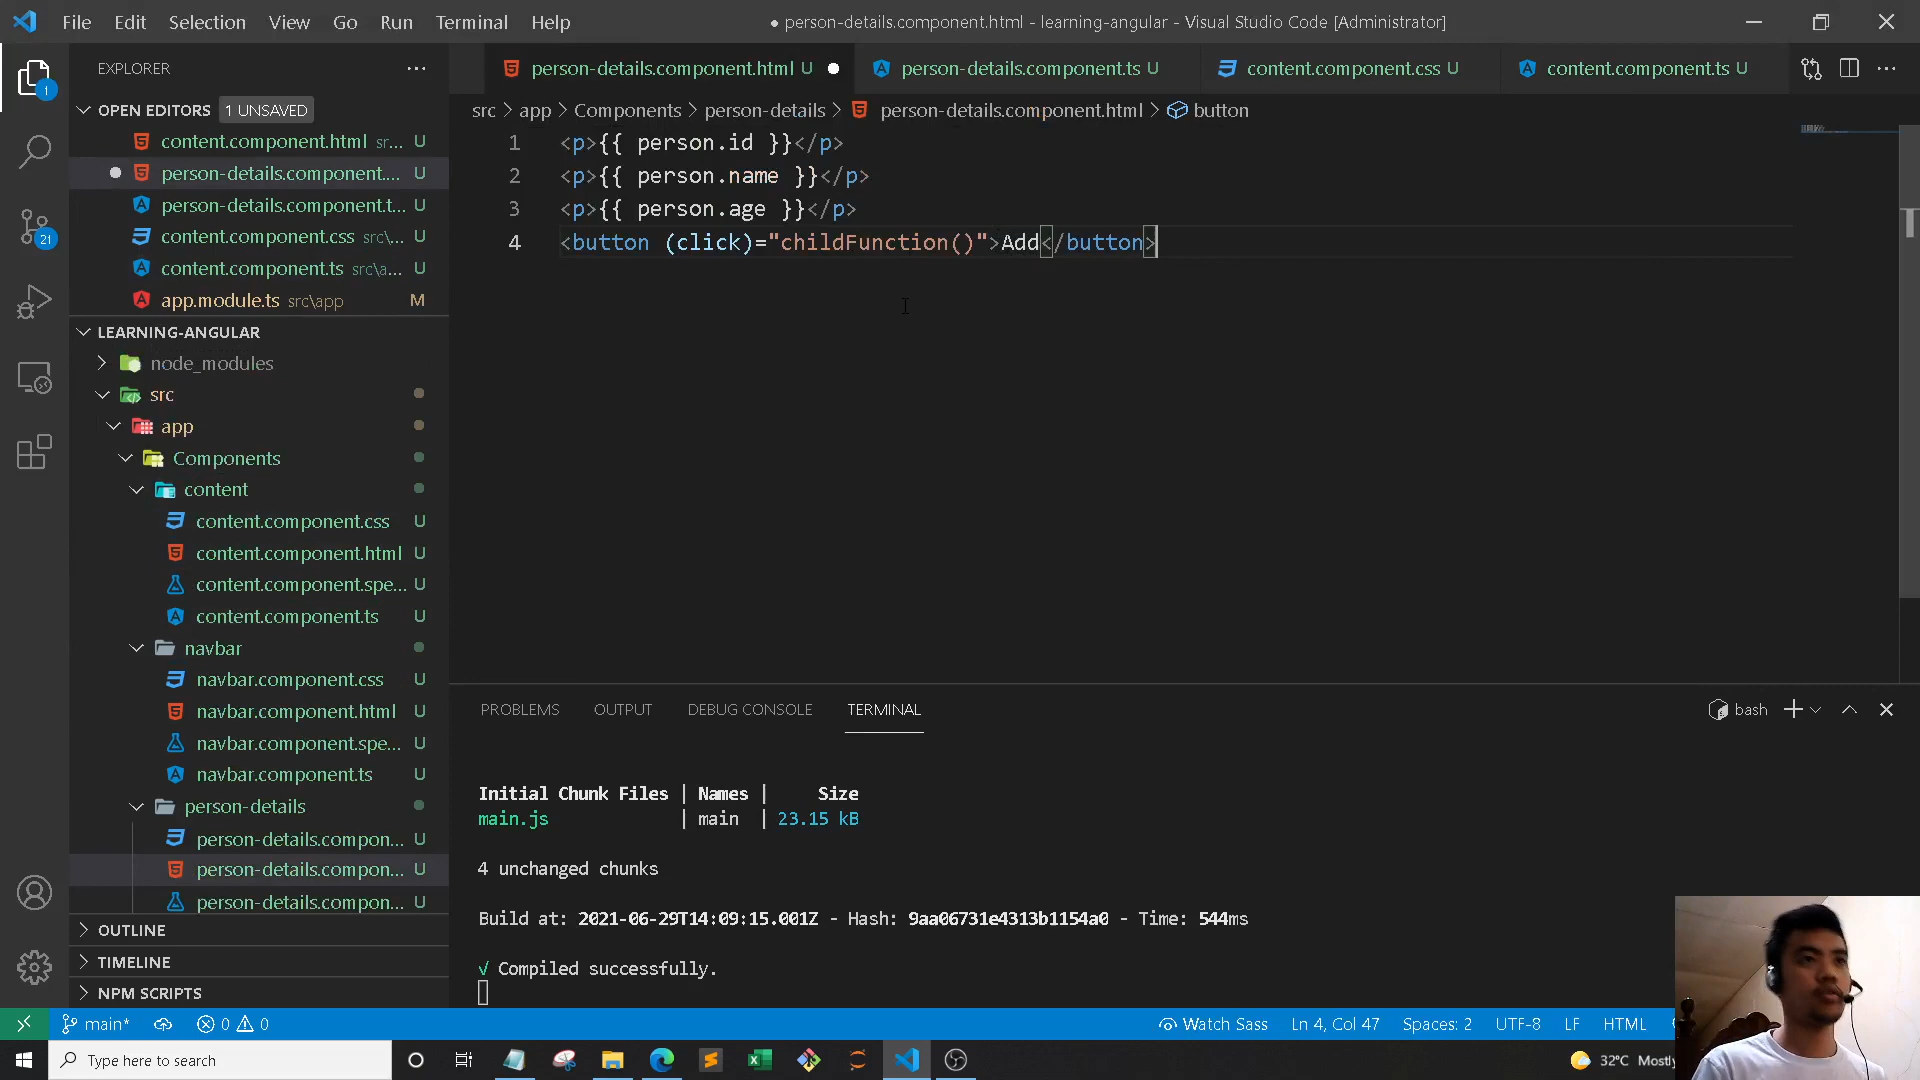 File Edit Selection View Go Run Terminal Help
● person-details.component.html - learning-angular - Visual Studio Code [Administrator]
EXPLORER
person-details.component.html U
person-details.component.ts U
content.component.css U
content.component.ts U
OPEN EDITORS 1 UNSAVED
src > app > Components > person-details > person-details.component.html > button
content.component.html sr... U
person-details.component.... U
person-details.component.t... U
content.component.css src\... U
content.component.ts src\a... U
app.module.ts src\app M
1 <p>{{ person.id }}</p>
2 <p>{{ person.name }}</p>
3 <p>{{ person.age }}</p>
4 <button (click)="childFunction()">Add</button>
LEARNING-ANGULAR
node_modules
src
app
Components
content
content.component.css U
content.component.html U
content.component.spe... U
content.component.ts U
navbar
navbar.component.css U
navbar.component.html U
navbar.component.spe... U
navbar.component.ts U
person-details
person-details.compon... U
person-details.compon... U
person-details.compon... U
OUTLINE
TIMELINE
NPM SCRIPTS
1
21
PROBLEMS OUTPUT DEBUG CONSOLE TERMINAL
bash
Initial Chunk Files | Names | Size
main.js | main | 23.15 kB
4 unchanged chunks
Build at: 2021-06-29T14:09:15.001Z - Hash: 9aa06731e4313b1154a0 - Time: 544ms
√ Compiled successfully.
main* 0 0
Watch Sass Ln 4, Col 47 Spaces: 2 UTF-8 LF HTML
Type here to search
32°C